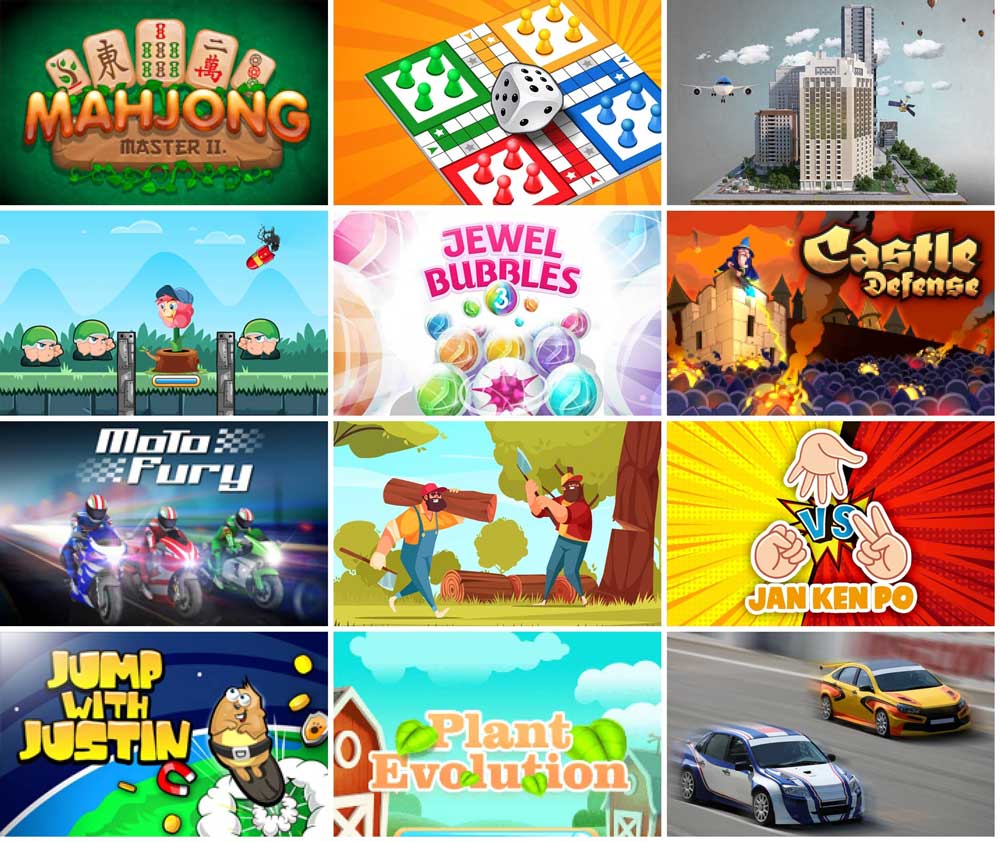 東
二
萬
MAHJONG
MASTER II.
JEWEL
BUBBLES
3
Castle
Defense
MOTO
FURY
VS
JAN KEN PO
JUMP
WITH
JUSTIN
Plant
Evolution